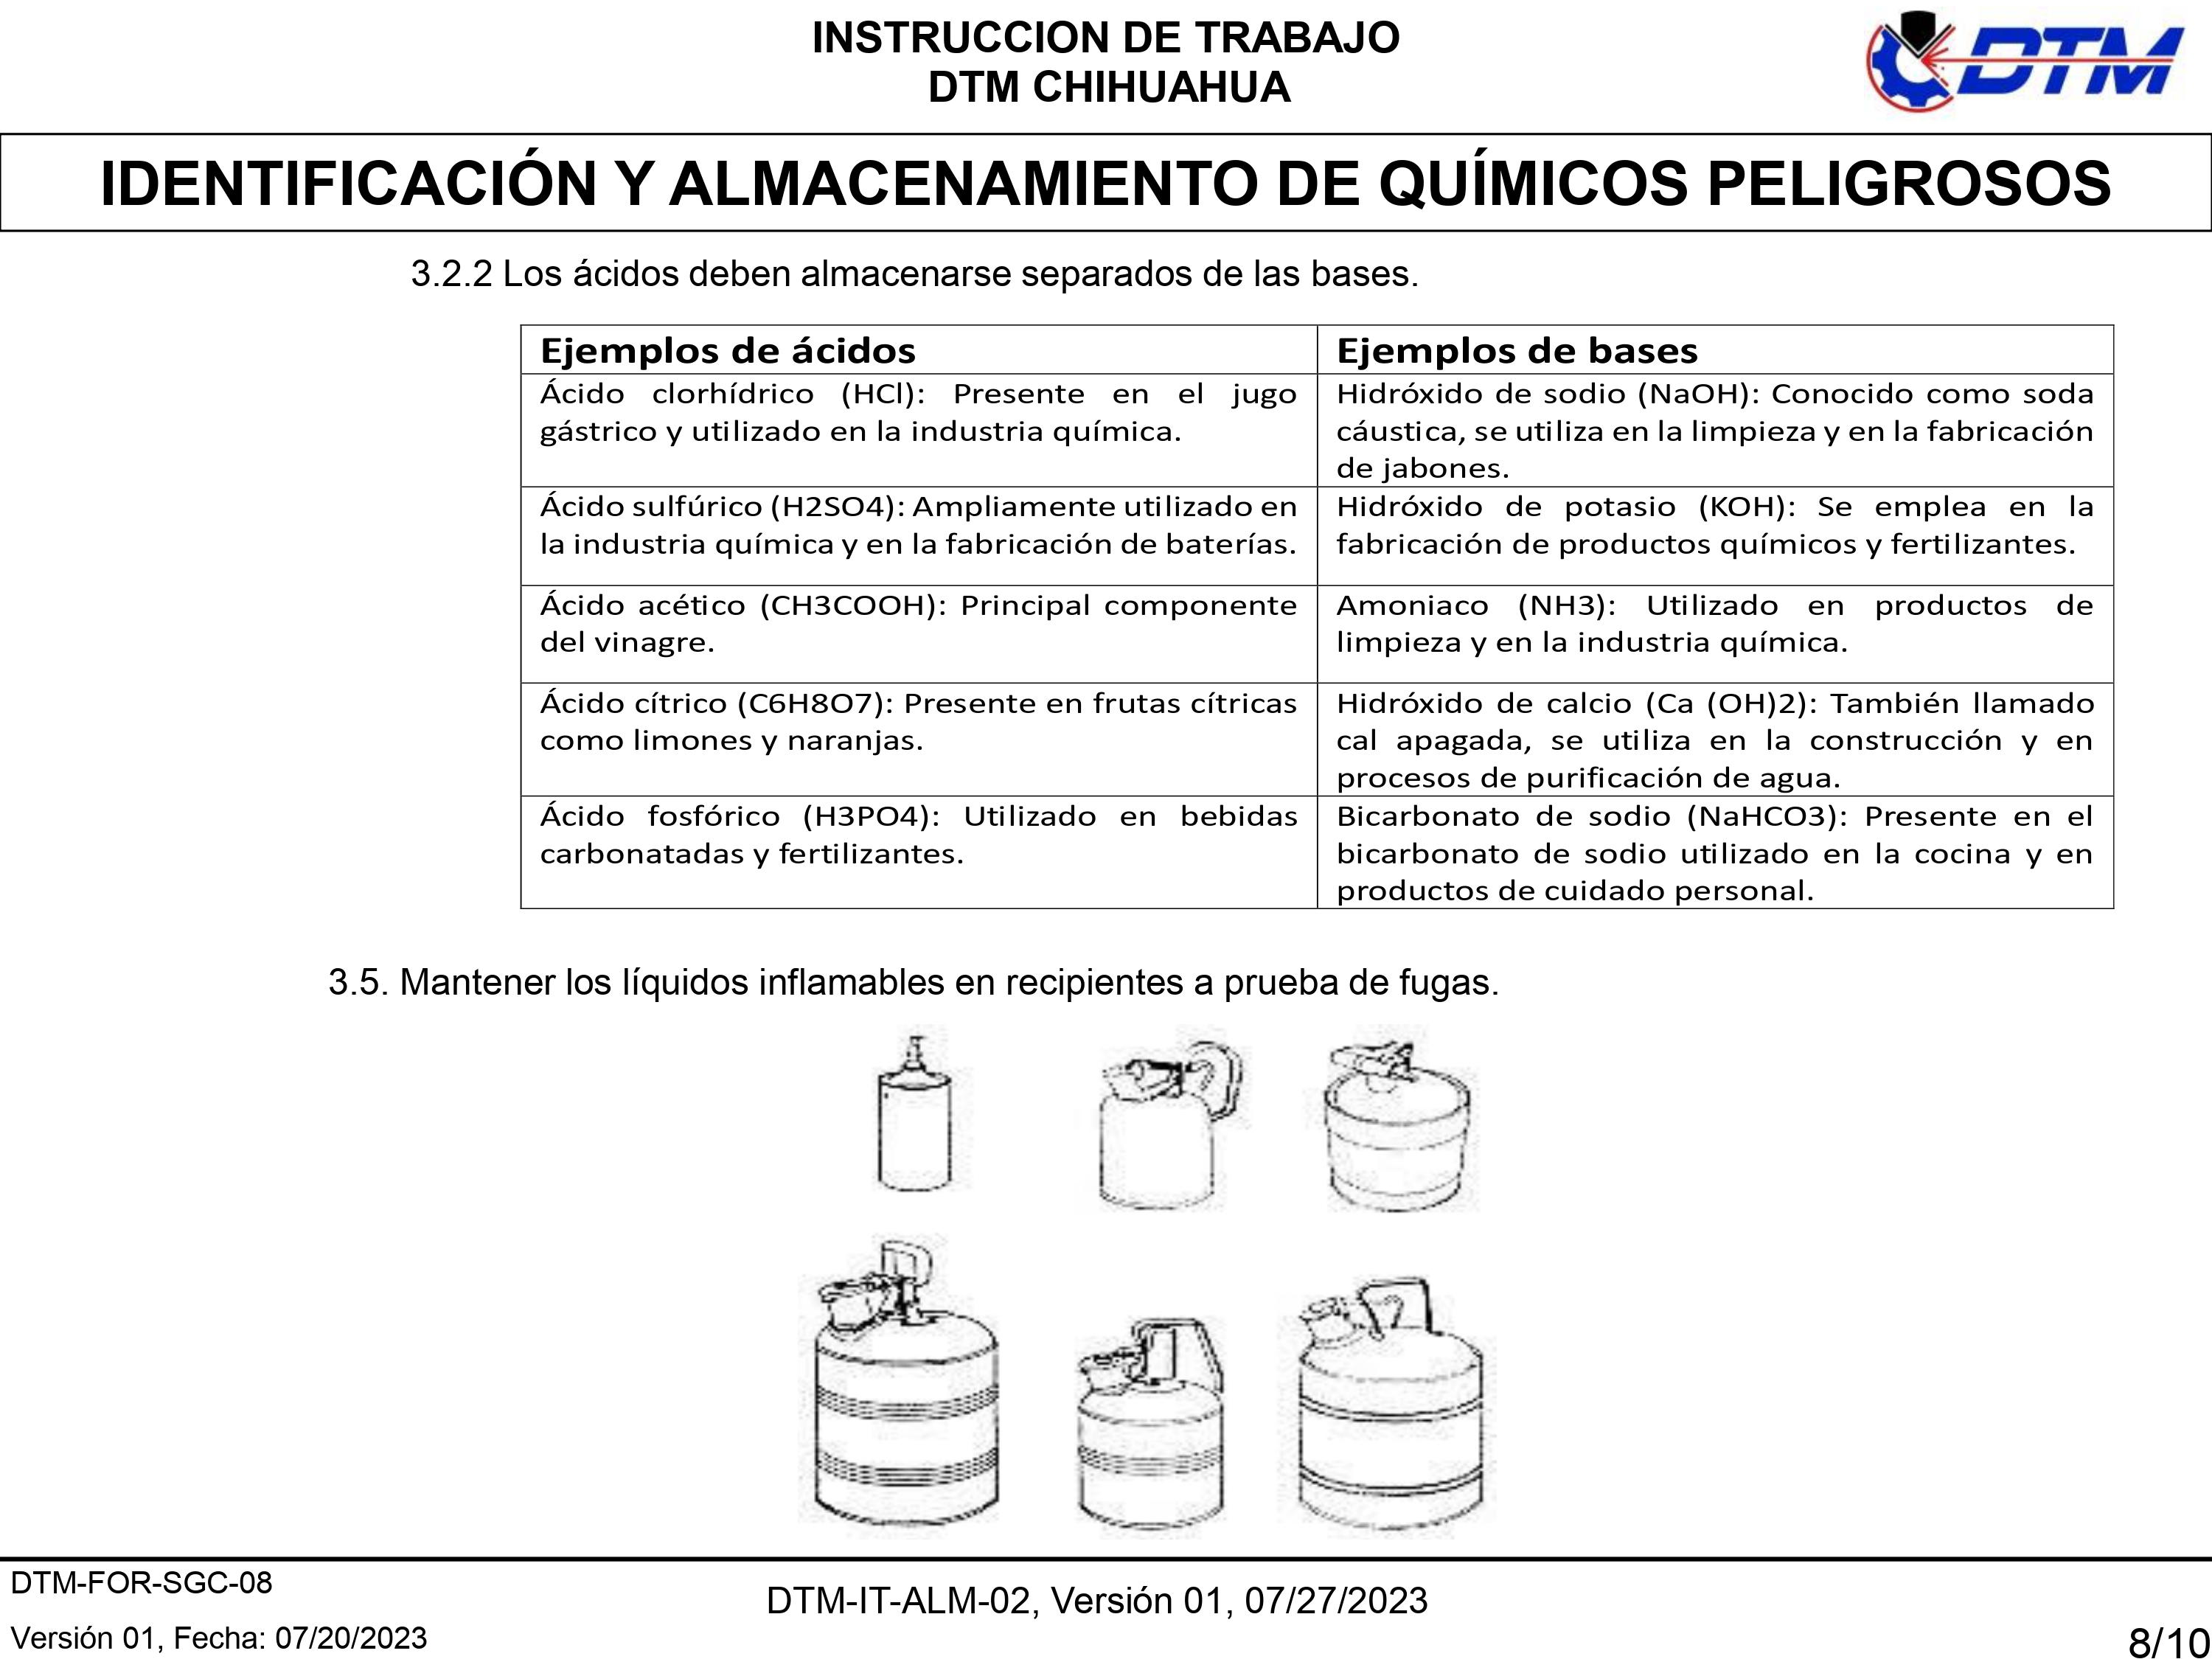 INSTRUCCION DE TRABAJO
DTM CHIHUAHUA
DTM
IDENTIFICACIÓN Y ALMACENAMIENTO DE QUÍMICOS PELIGROSOS
3.2.2 Los ácidos deben almacenarse separados de las bases.
Ejemplos de ácidos
Ejemplos de bases
Ácido clorhídrico (HCl): Presente en el jugo
gástrico y utilizado en la industria química.
Hidróxido de sodio (NaOH): Conocido como soda
cáustica, se utiliza en la limpieza y en la fabricación
de jabones.
Ácido sulfúrico (H2SO4): Ampliamente utilizado en
la industria química y en la fabricación de baterías.
Hidróxido de potasio (KOH): Se emplea en la
fabricación de productos químicos y fertilizantes.
Ácido acético (CH3COOH): Principal componente
del vinagre.
Amoniaco (NH3): Utilizado en productos de
limpieza y en la industria química.
Ácido cítrico (C6H8O7): Presente en frutas cítricas
como limones y naranjas.
Hidróxido de calcio (Ca (OH)2): También llamado
cal apagada, se utiliza en la construcción y en
procesos de purificación de agua.
Ácido fosfórico (H3PO4): Utilizado en bebidas
carbonatadas y fertilizantes.
Bicarbonato de sodio (NaHCO3): Presente en el
bicarbonato de sodio utilizado en la cocina y en
productos de cuidado personal.
3.5. Mantener los líquidos inflamables en recipientes a prueba de fugas.
DTM-FOR-SGC-08
DTM-IT-ALM-02, Versión 01, 07/27/2023
Versión 01, Fecha: 07/20/2023
8/10